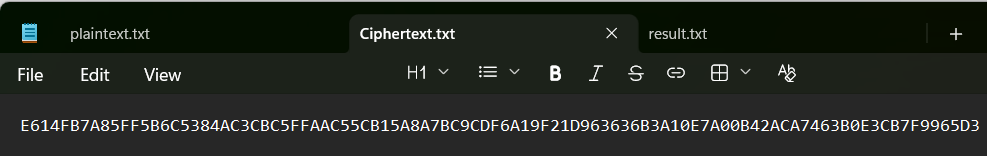 plaintext.txt Ciphertext.txt result.txt
File Edit View H1 B I S
E614FB7A85FF5B6C5384AC3CBC5FFAAC55CB15A8A7BC9CDF6A19F21D963636B3A10E7A00B42ACA7463B0E3CB7F9965D3